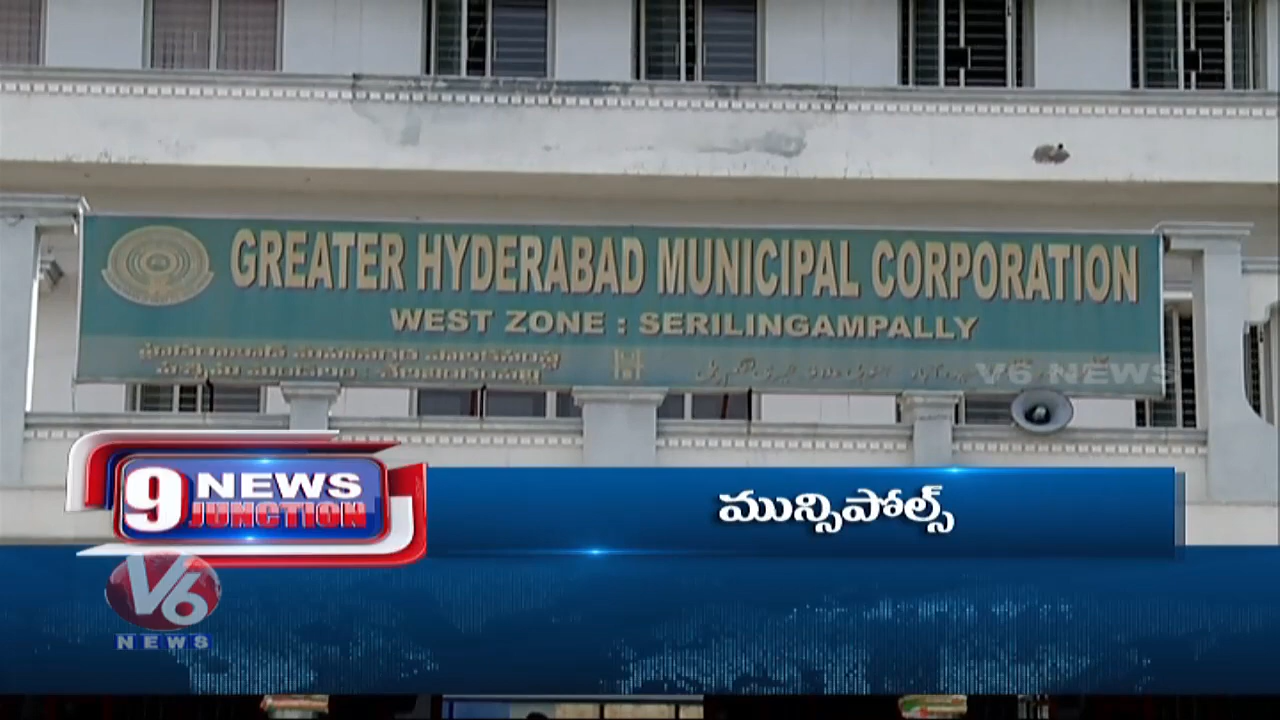 GREATER HYDERABAD MUNICIPAL CORPORATION
WEST ZONE : SERILINGAMPALLY
V6 NEWS
9 NEWS
JUNCTION
మున్సిపోల్స్
V6
NEWS